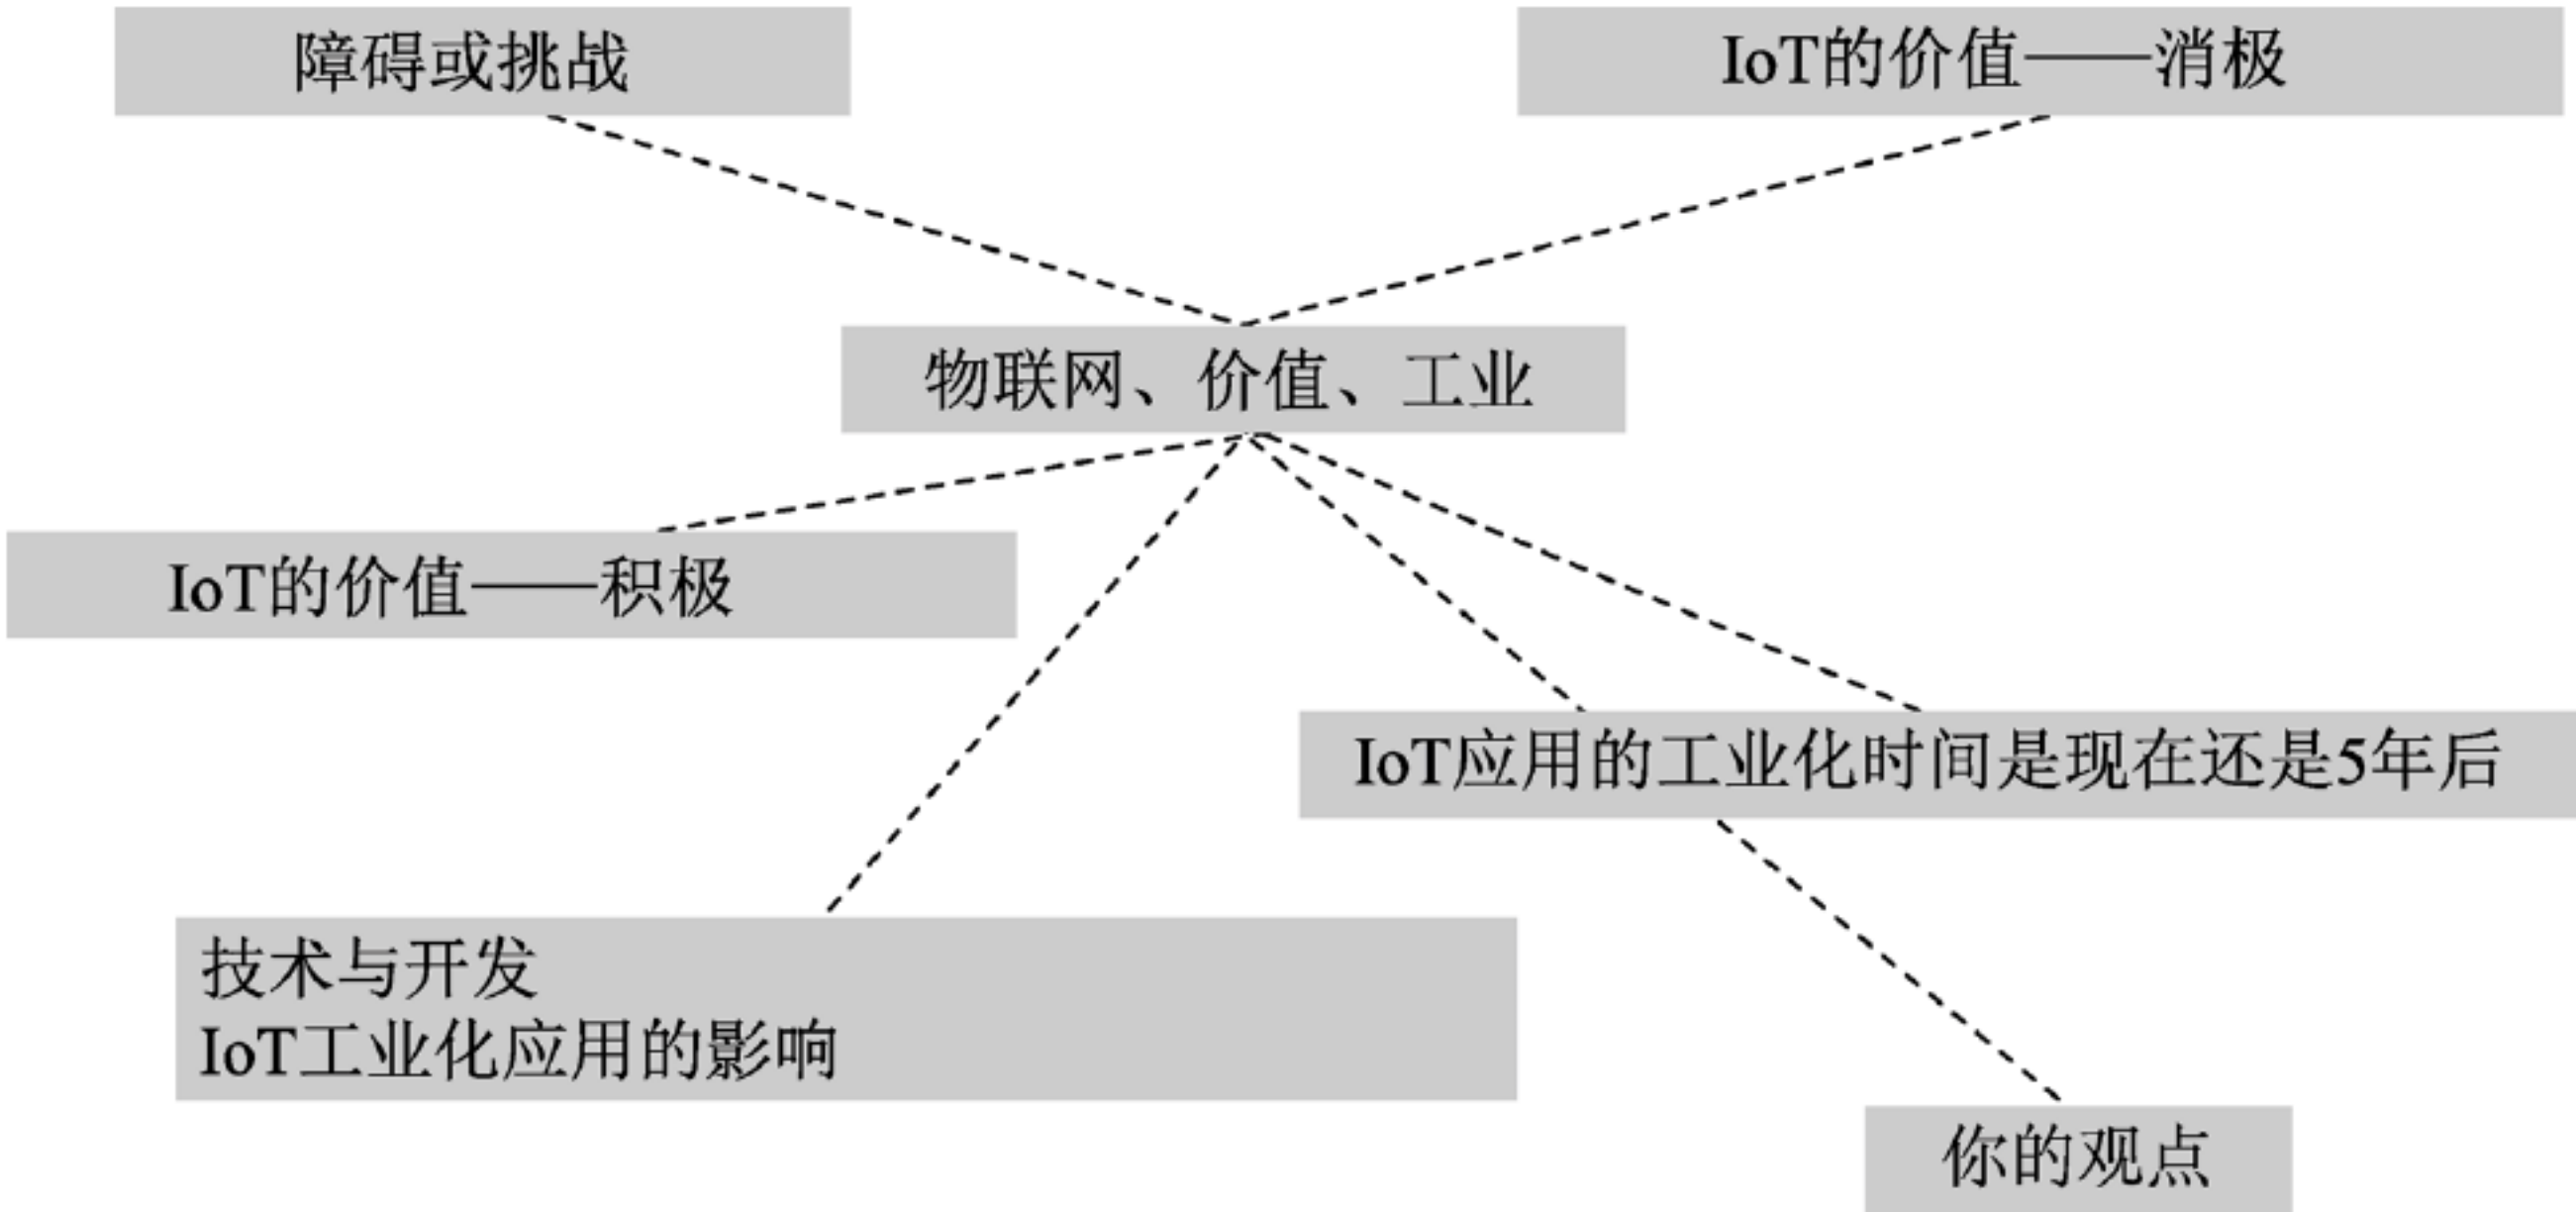 障碍或挑战
IoT的价值——消极
物联网、价值、工业
IoT的价值——积极
IoT应用的工业化时间是现在还是5年后
技术与开发
IoT工业化应用的影响
你的观点